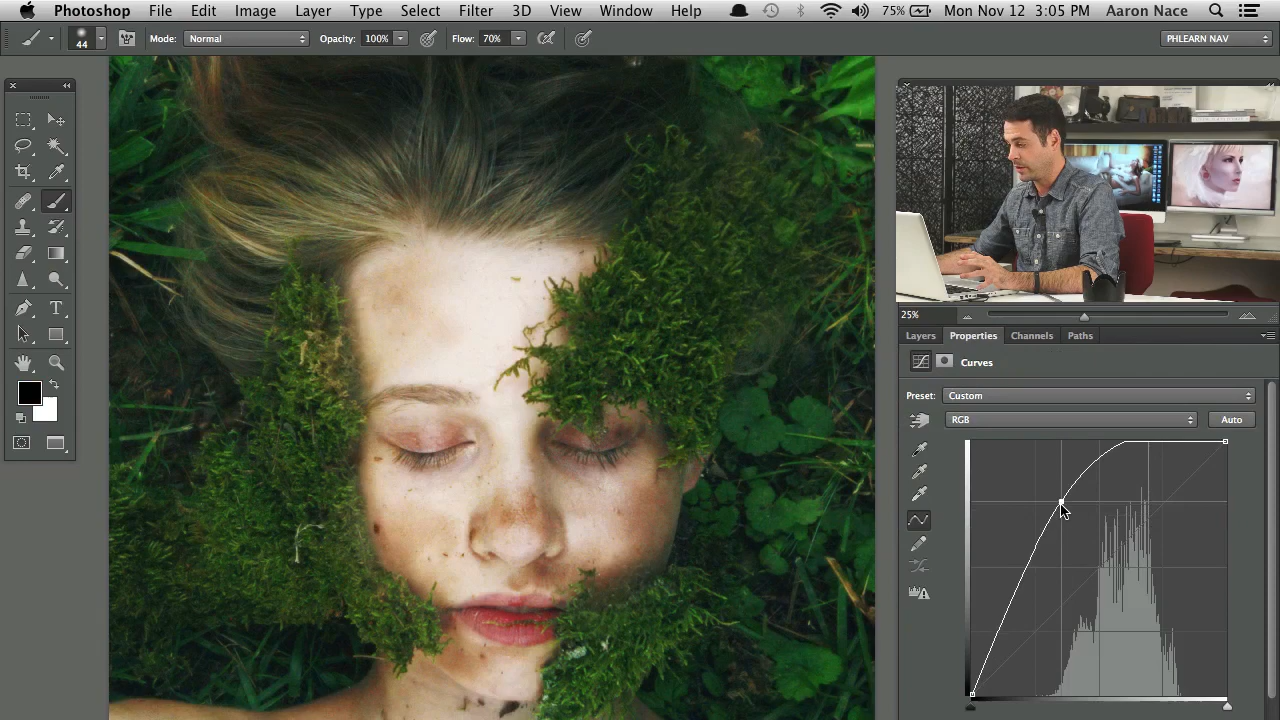 Photoshop File Edit Image Layer Type Select Filter 3D View Window Help 75% Mon Nov 12 3:05 PM Aaron Nace
44 Mode: Normal Opacity: 100% Flow: 70% PHLEARN NAV
25%
Layers Properties Channels Paths
Curves
Preset: Custom
RGB Auto